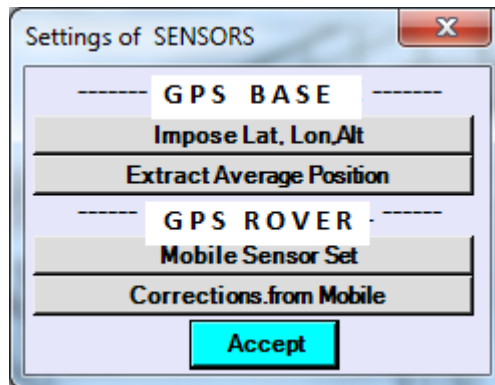 Settings of SENSORS
------- GPS BASE -------
Impose Lat, Lon,Alt
Extract Average Position
------ GPS ROVER - ------
Mobile Sensor Set
Corrections.from Mobile
Accept